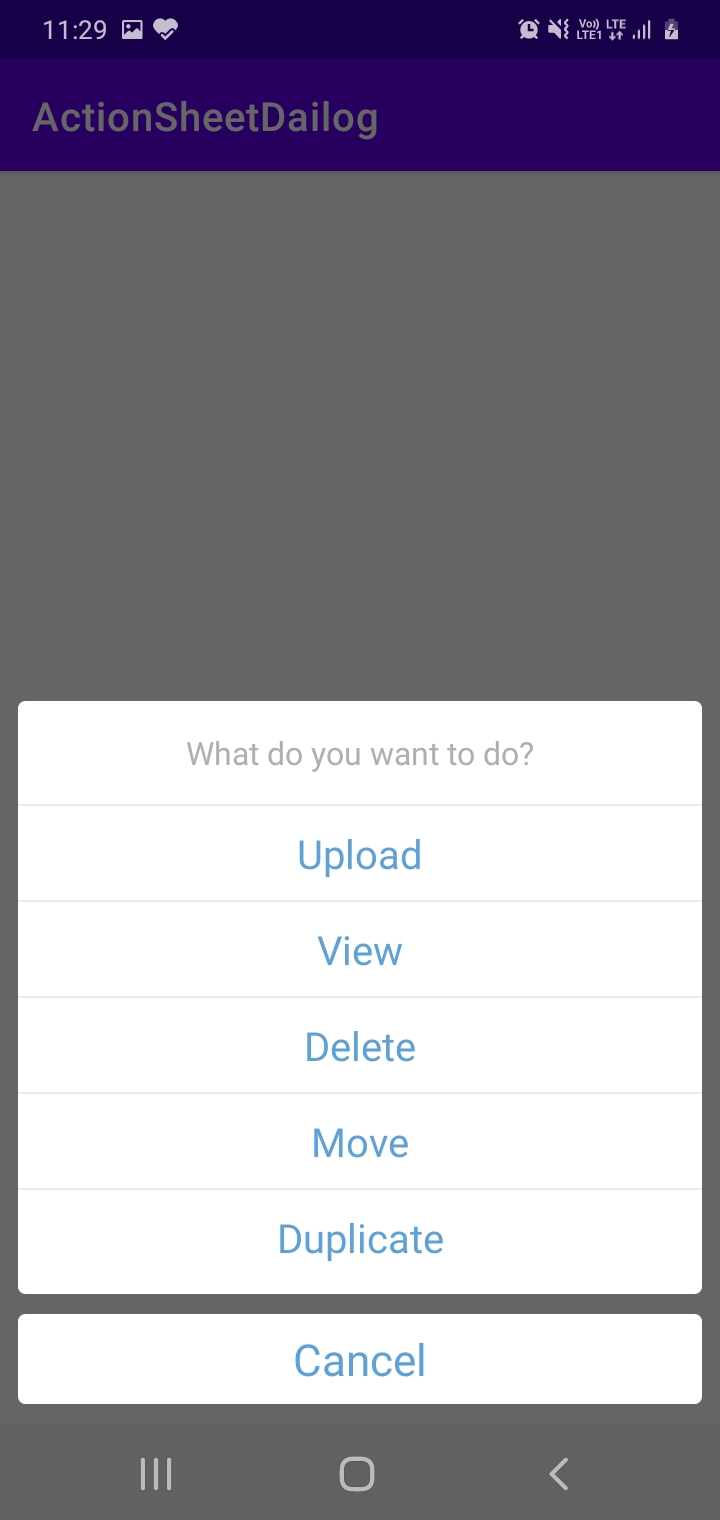 11:29 Vo)) LTE1 LTE
ActionSheetDailog
What do you want to do?
Upload
View
Delete
Move
Duplicate
Cancel